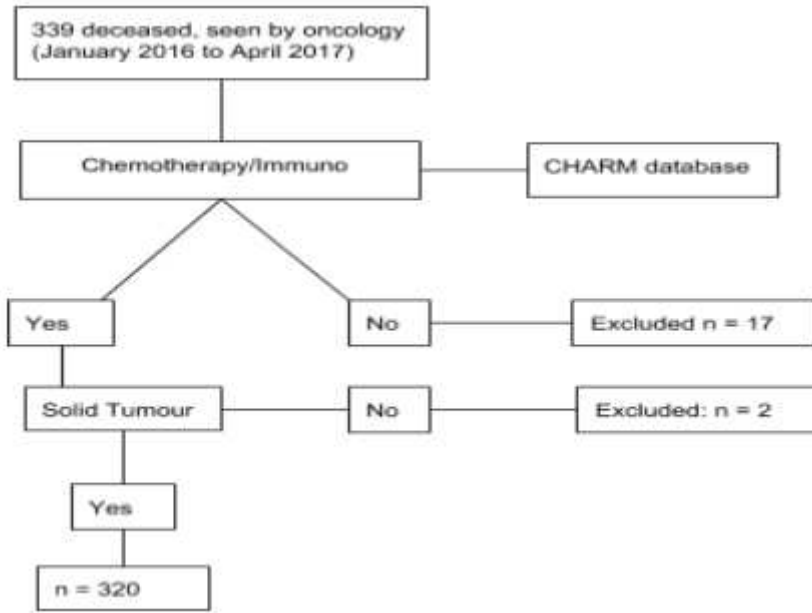 339 deceased, seen by oncology
(January 2016 to April 2017)
Chemotherapy/Immuno
CHARM database
Yes
No
Excluded n = 17
Solid Tumour
No
Excluded: n = 2
Yes
n = 320